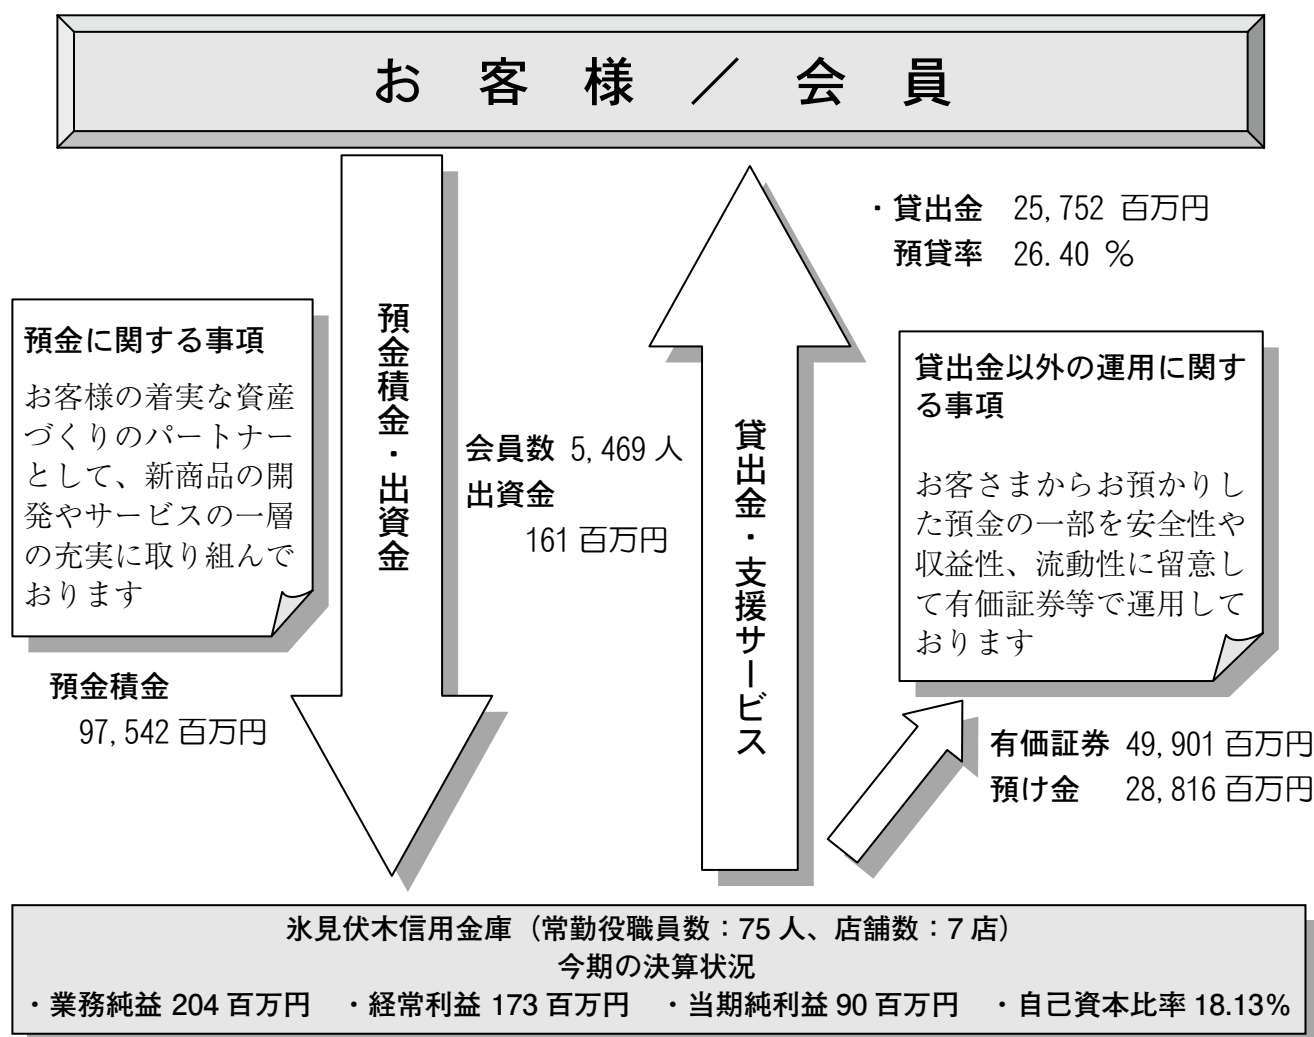 お客様／会員
・貸出金 25,752 百万円
預貸率 26.40 %
預金に関する事項
お客様の着実な資産
づくりのパートナー
として、新商品の開
発やサービスの一層
の充実に取り組んで
おります
預金積金
97,542 百万円
預金積金・出資金
会員数 5,469 人
出資金
161 百万円
貸出金・支援サービス
貸出金以外の運用に関す
る事項
お客さまからお預かりし
た預金の一部を安全性や
収益性、流動性に留意し
て有価証券等で運用して
おります
有価証券 49,901 百万円
預け金 28,816 百万円
氷見伏木信用金庫（常勤役職員数：75 人、店舗数：7 店）
今期の決算状況
・業務純益 204 百万円 ・経常利益 173 百万円 ・当期純利益 90 百万円 ・自己資本比率 18.13%